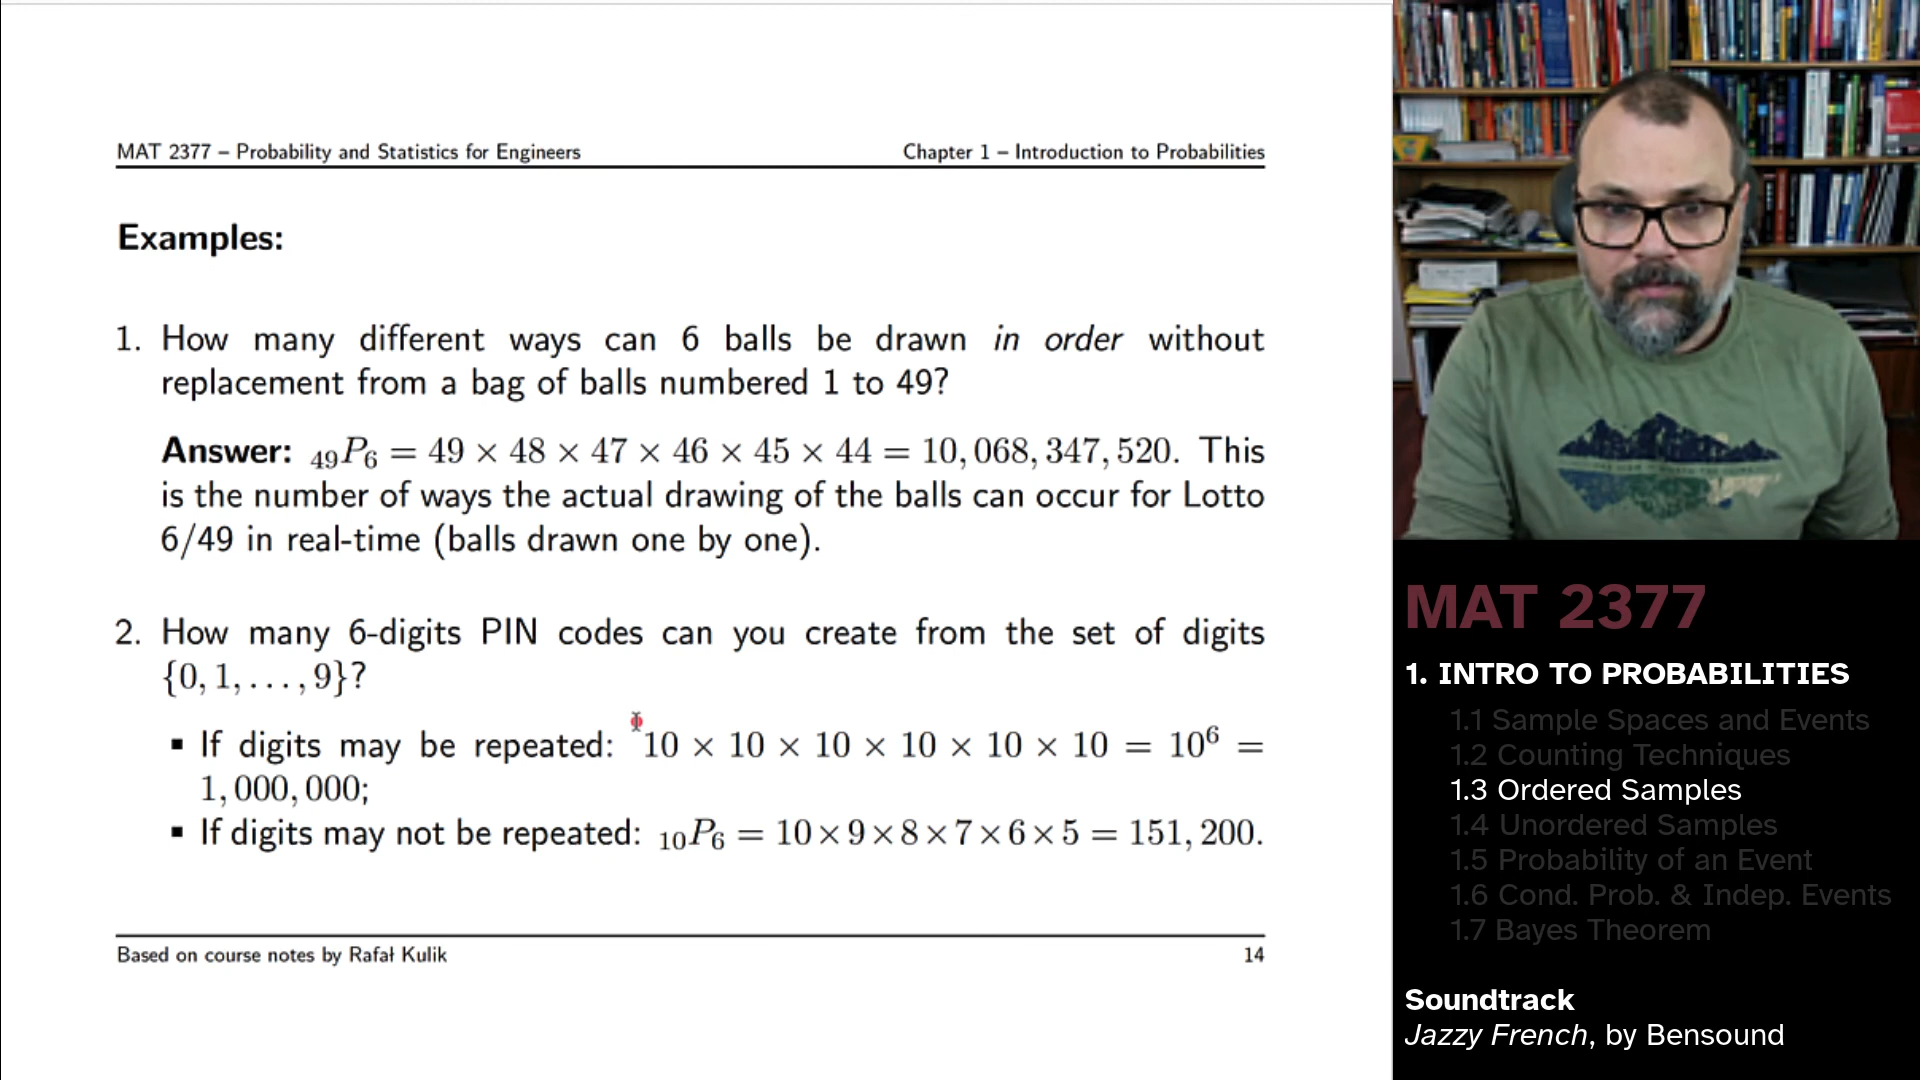 MAT 2377 – Probability and Statistics for Engineers
Chapter 1 – Introduction to Probabilities
Examples:
1. How many different ways can 6 balls be drawn in order without
replacement from a bag of balls numbered 1 to 49?
Answer: ₄₉P₆ = 49 × 48 × 47 × 46 × 45 × 44 = 10, 068, 347, 520. This
is the number of ways the actual drawing of the balls can occur for Lotto
6/49 in real-time (balls drawn one by one).
2. How many 6-digits PIN codes can you create from the set of digits
{0, 1, . . . , 9}?
▪ If digits may be repeated: 10 × 10 × 10 × 10 × 10 × 10 = 10⁶ =
1, 000, 000;
▪ If digits may not be repeated: ₁₀P₆ = 10×9×8×7×6×5 = 151, 200.
Based on course notes by Rafał Kulik
14
MAT 2377
1. INTRO TO PROBABILITIES
1.1 Sample Spaces and Events
1.2 Counting Techniques
1.3 Ordered Samples
1.4 Unordered Samples
1.5 Probability of an Event
1.6 Cond. Prob. & Indep. Events
1.7 Bayes Theorem
Soundtrack
Jazzy French, by Bensound